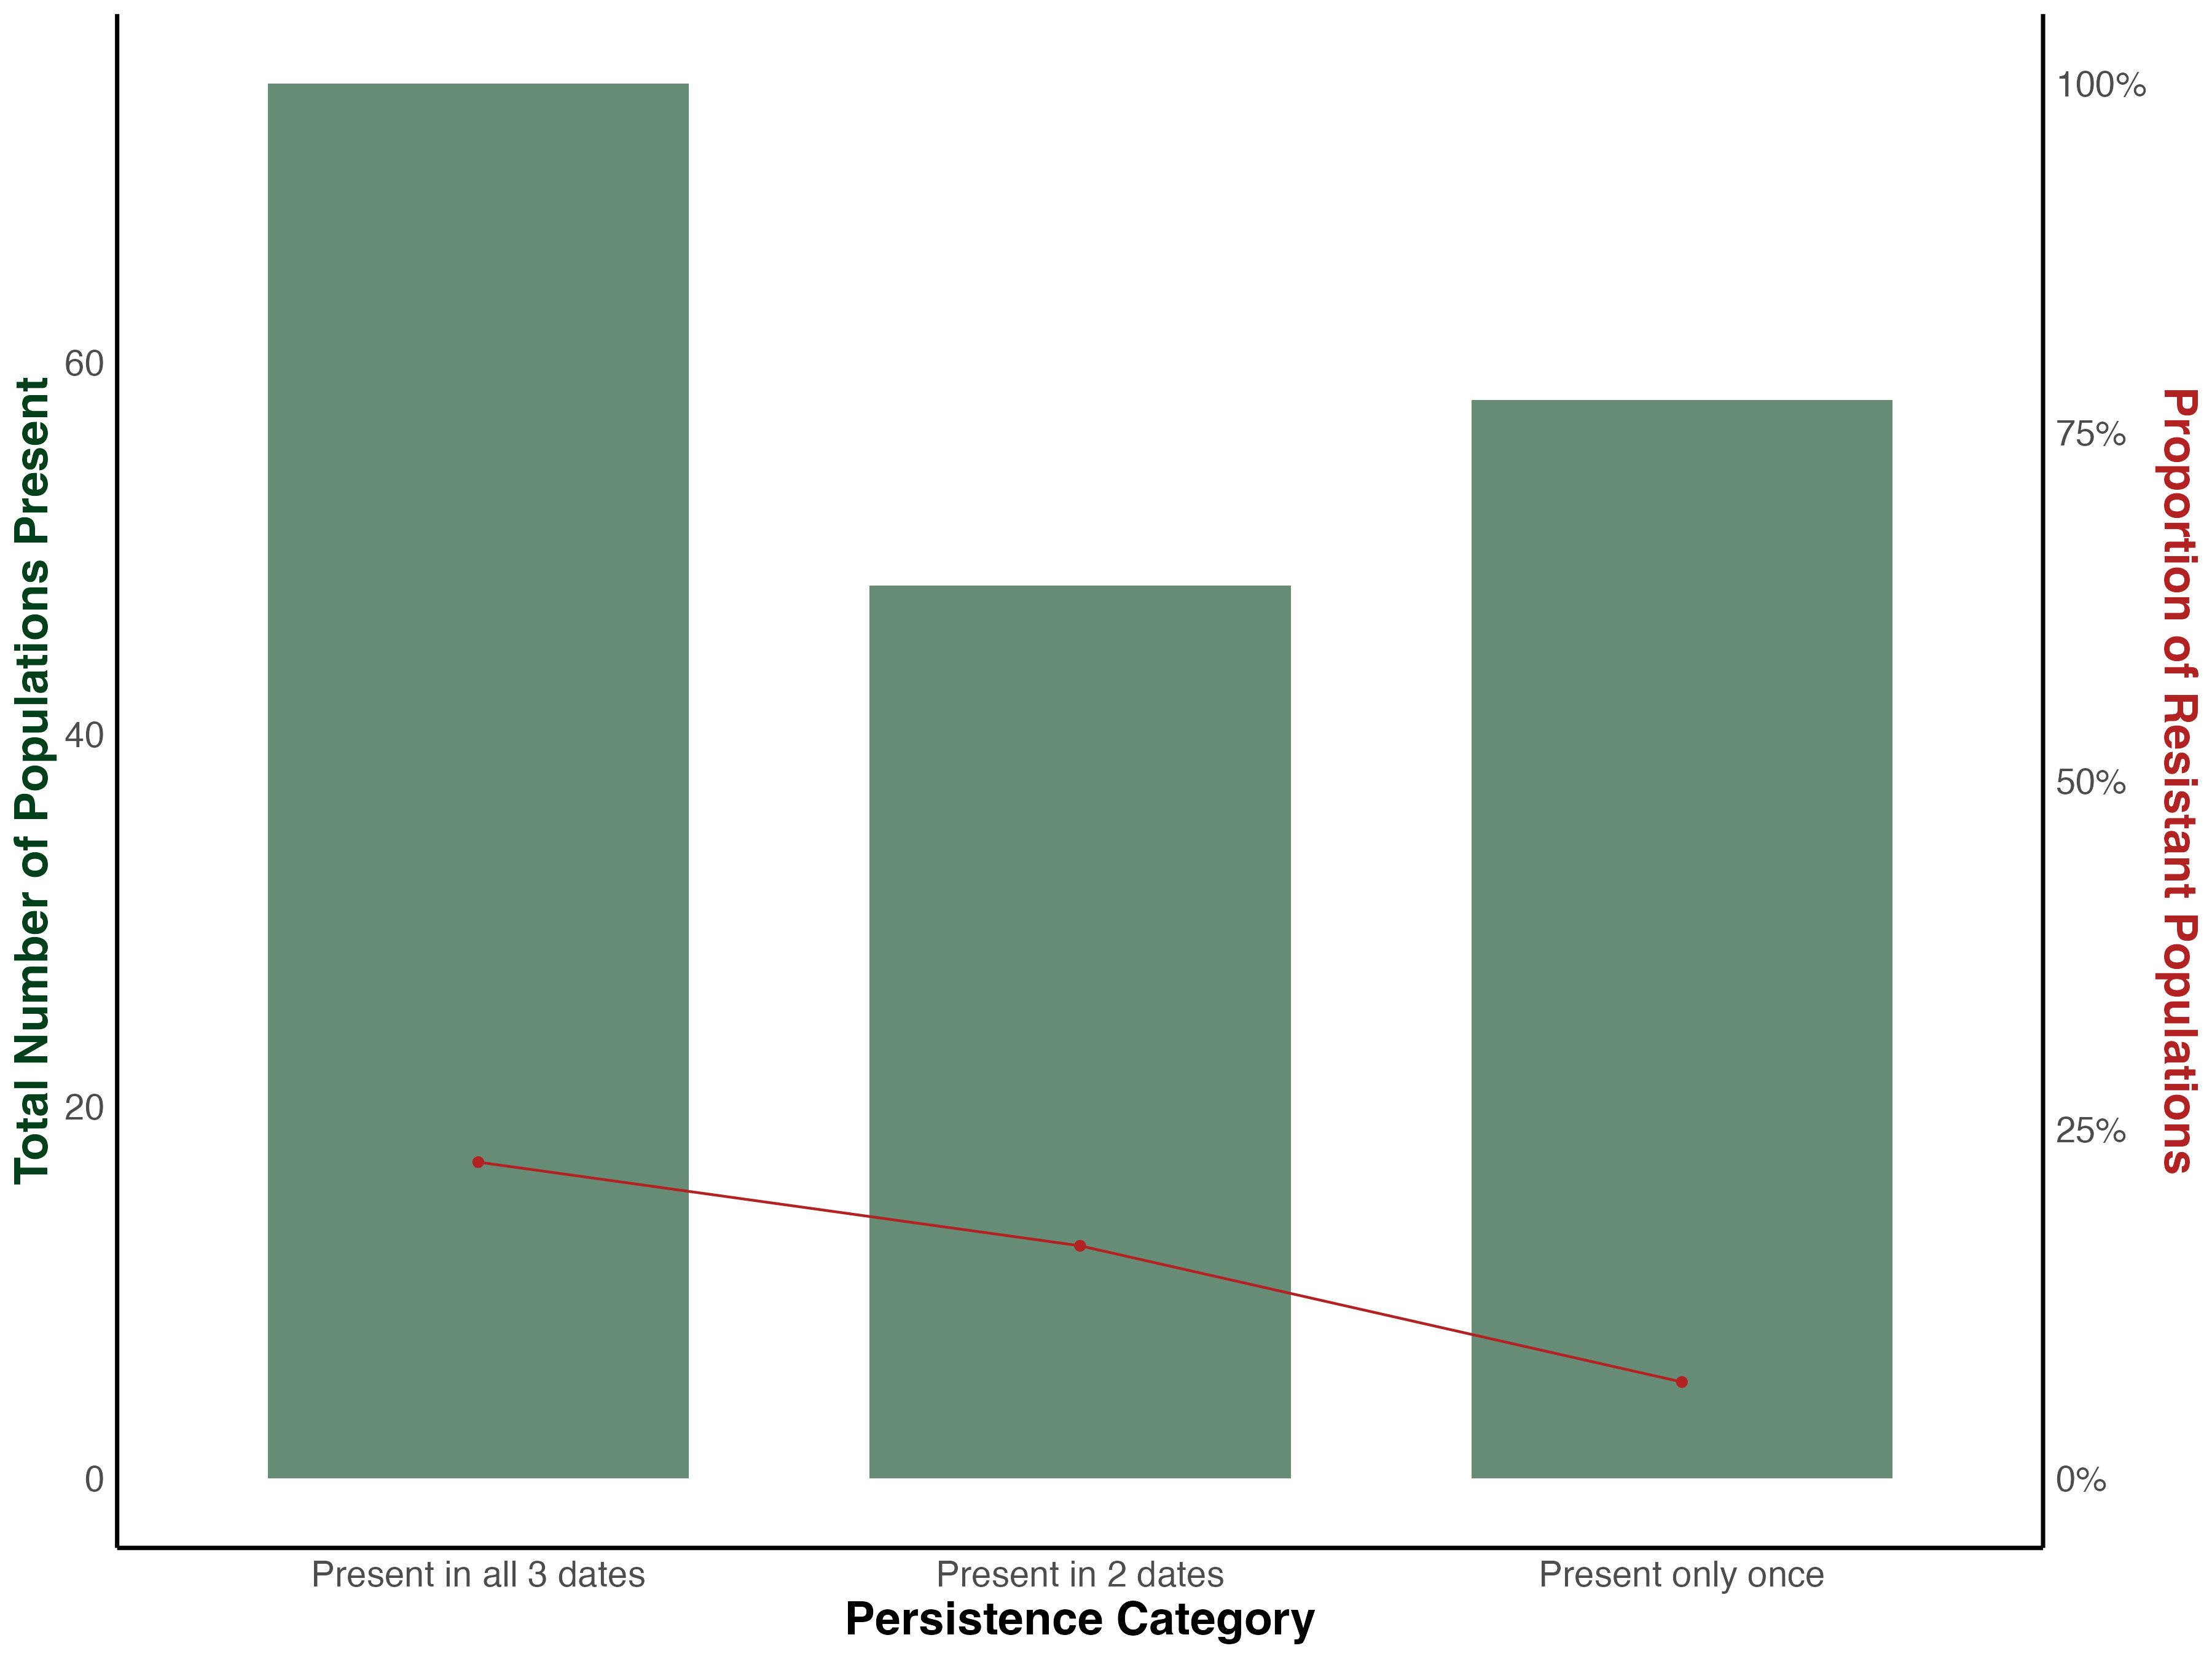 Total Number of Populations Present
60
40
20
0
100%
75%
50%
25%
0%
Proportion of Resistant Populations
Present in all 3 dates
Present in 2 dates
Present only once
Persistence Category